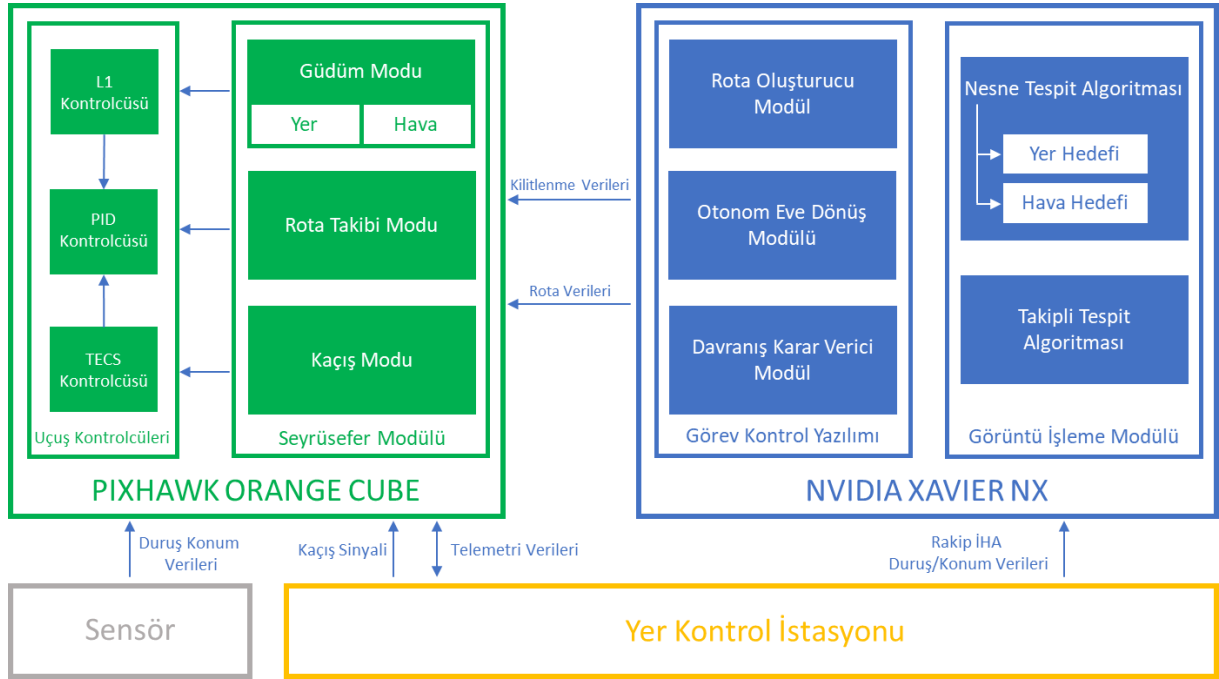 L1
Kontrolcüsü
PID
Kontrolcüsü
TECS
Kontrolcüsü
Uçuş Kontrolcüleri
Güdüm Modu
Yer
Hava
Rota Takibi Modu
Kaçış Modu
Seyrüsefer Modülü
PIXHAWK ORANGE CUBE
Kilitlenme Verileri
Rota Verileri
Rota Oluşturucu
Modül
Otonom Eve Dönüş
Modülü
Davranış Karar Verici
Modül
Görev Kontrol Yazılımı
Nesne Tespit Algoritması
Yer Hedefi
Hava Hedefi
Takipli Tespit
Algoritması
Görüntü İşleme Modülü
NVIDIA XAVIER NX
Duruş Konum
Verileri
Kaçış Sinyali
Telemetri Verileri
Rakip İHA
Duruş/Konum Verileri
Sensör
Yer Kontrol İstasyonu